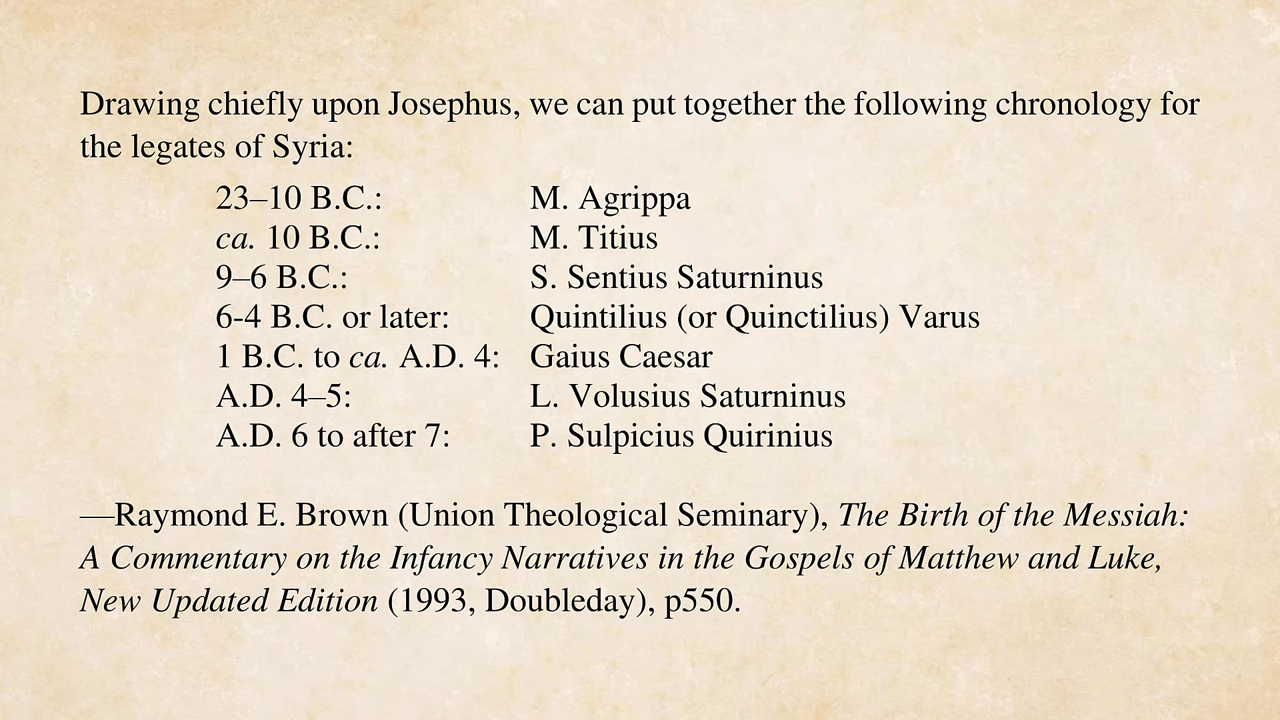 Drawing chiefly upon Josephus, we can put together the following chronology for
the legates of Syria:
23–10 B.C.: M. Agrippa
ca. 10 B.C.: M. Titius
9–6 B.C.: S. Sentius Saturninus
6-4 B.C. or later: Quintilius (or Quinctilius) Varus
1 B.C. to ca. A.D. 4: Gaius Caesar
A.D. 4–5: L. Volusius Saturninus
A.D. 6 to after 7: P. Sulpicius Quirinius
—Raymond E. Brown (Union Theological Seminary), The Birth of the Messiah:
A Commentary on the Infancy Narratives in the Gospels of Matthew and Luke,
New Updated Edition (1993, Doubleday), p550.